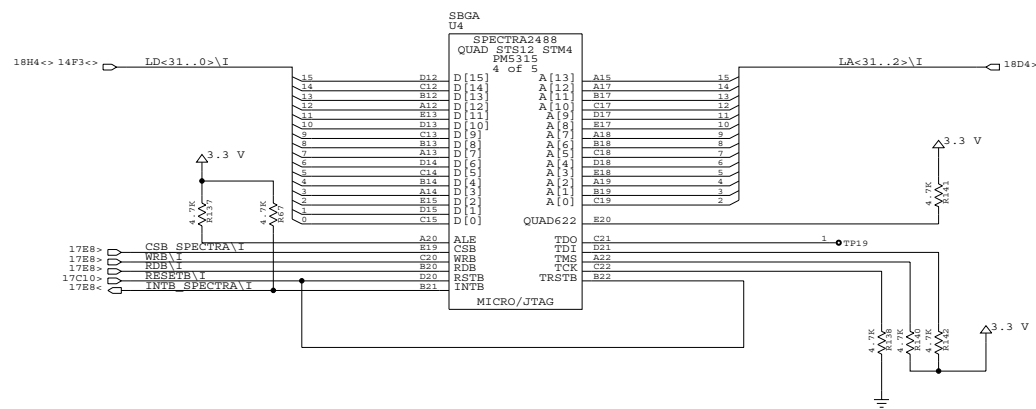 SBGA
U4
SPECTRA2488
QUAD STS12 STM4
PM5315
4 of 5
18H4<> 14F3<> LD<31..0>\I
LA<31..2>\I 18D4>
15 D12 D[15] A[13] A15 15
14 C12 D[14] A[12] A17 14
13 B12 D[13] A[11] B17 13
12 A12 D[12] A[10] C17 12
11 E13 D[11] A[9] D17 11
10 D13 D[10] A[8] E17 10
9 C13 D[9] A[7] A18 9
8 B13 D[8] A[6] B18 8
7 A13 D[7] A[5] C18 7
6 D14 D[6] A[4] D18 6
5 C14 D[5] A[3] E18 5
4 B14 D[4] A[2] A19 4
3 A14 D[3] A[1] B19 3
2 E15 D[2] A[0] C19 2
1 D15 D[1]
0 C15 D[0] QUAD622 E20
3.3 V
3.3 V
4.7K R137
4.7K R67
4.7K R141
A20 ALE TDO C21 1 TP19
17E8> CSB_SPECTRA\I E19 CSB TDI D21
17E8> WRB\I C20 WRB TMS A22
17E8> RDB\I B20 RDB TCK C22
17C10> RESETB\I D20 RSTB TRSTB B22
17E8< INTB_SPECTRA\I B21 INTB
MICRO/JTAG
4.7K R138
4.7K R140
4.7K R142
3.3 V